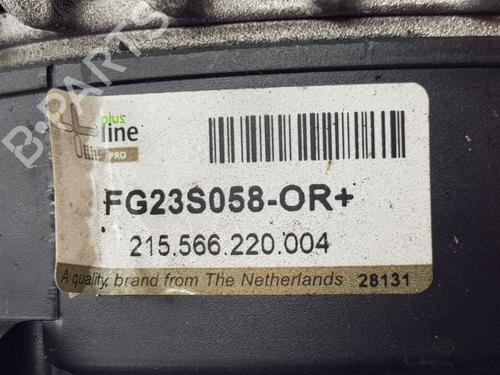 plus
line
PRO
FG23S058-OR+
215.566.220.004
A quality brand from The Netherlands 28131
B-PARTS